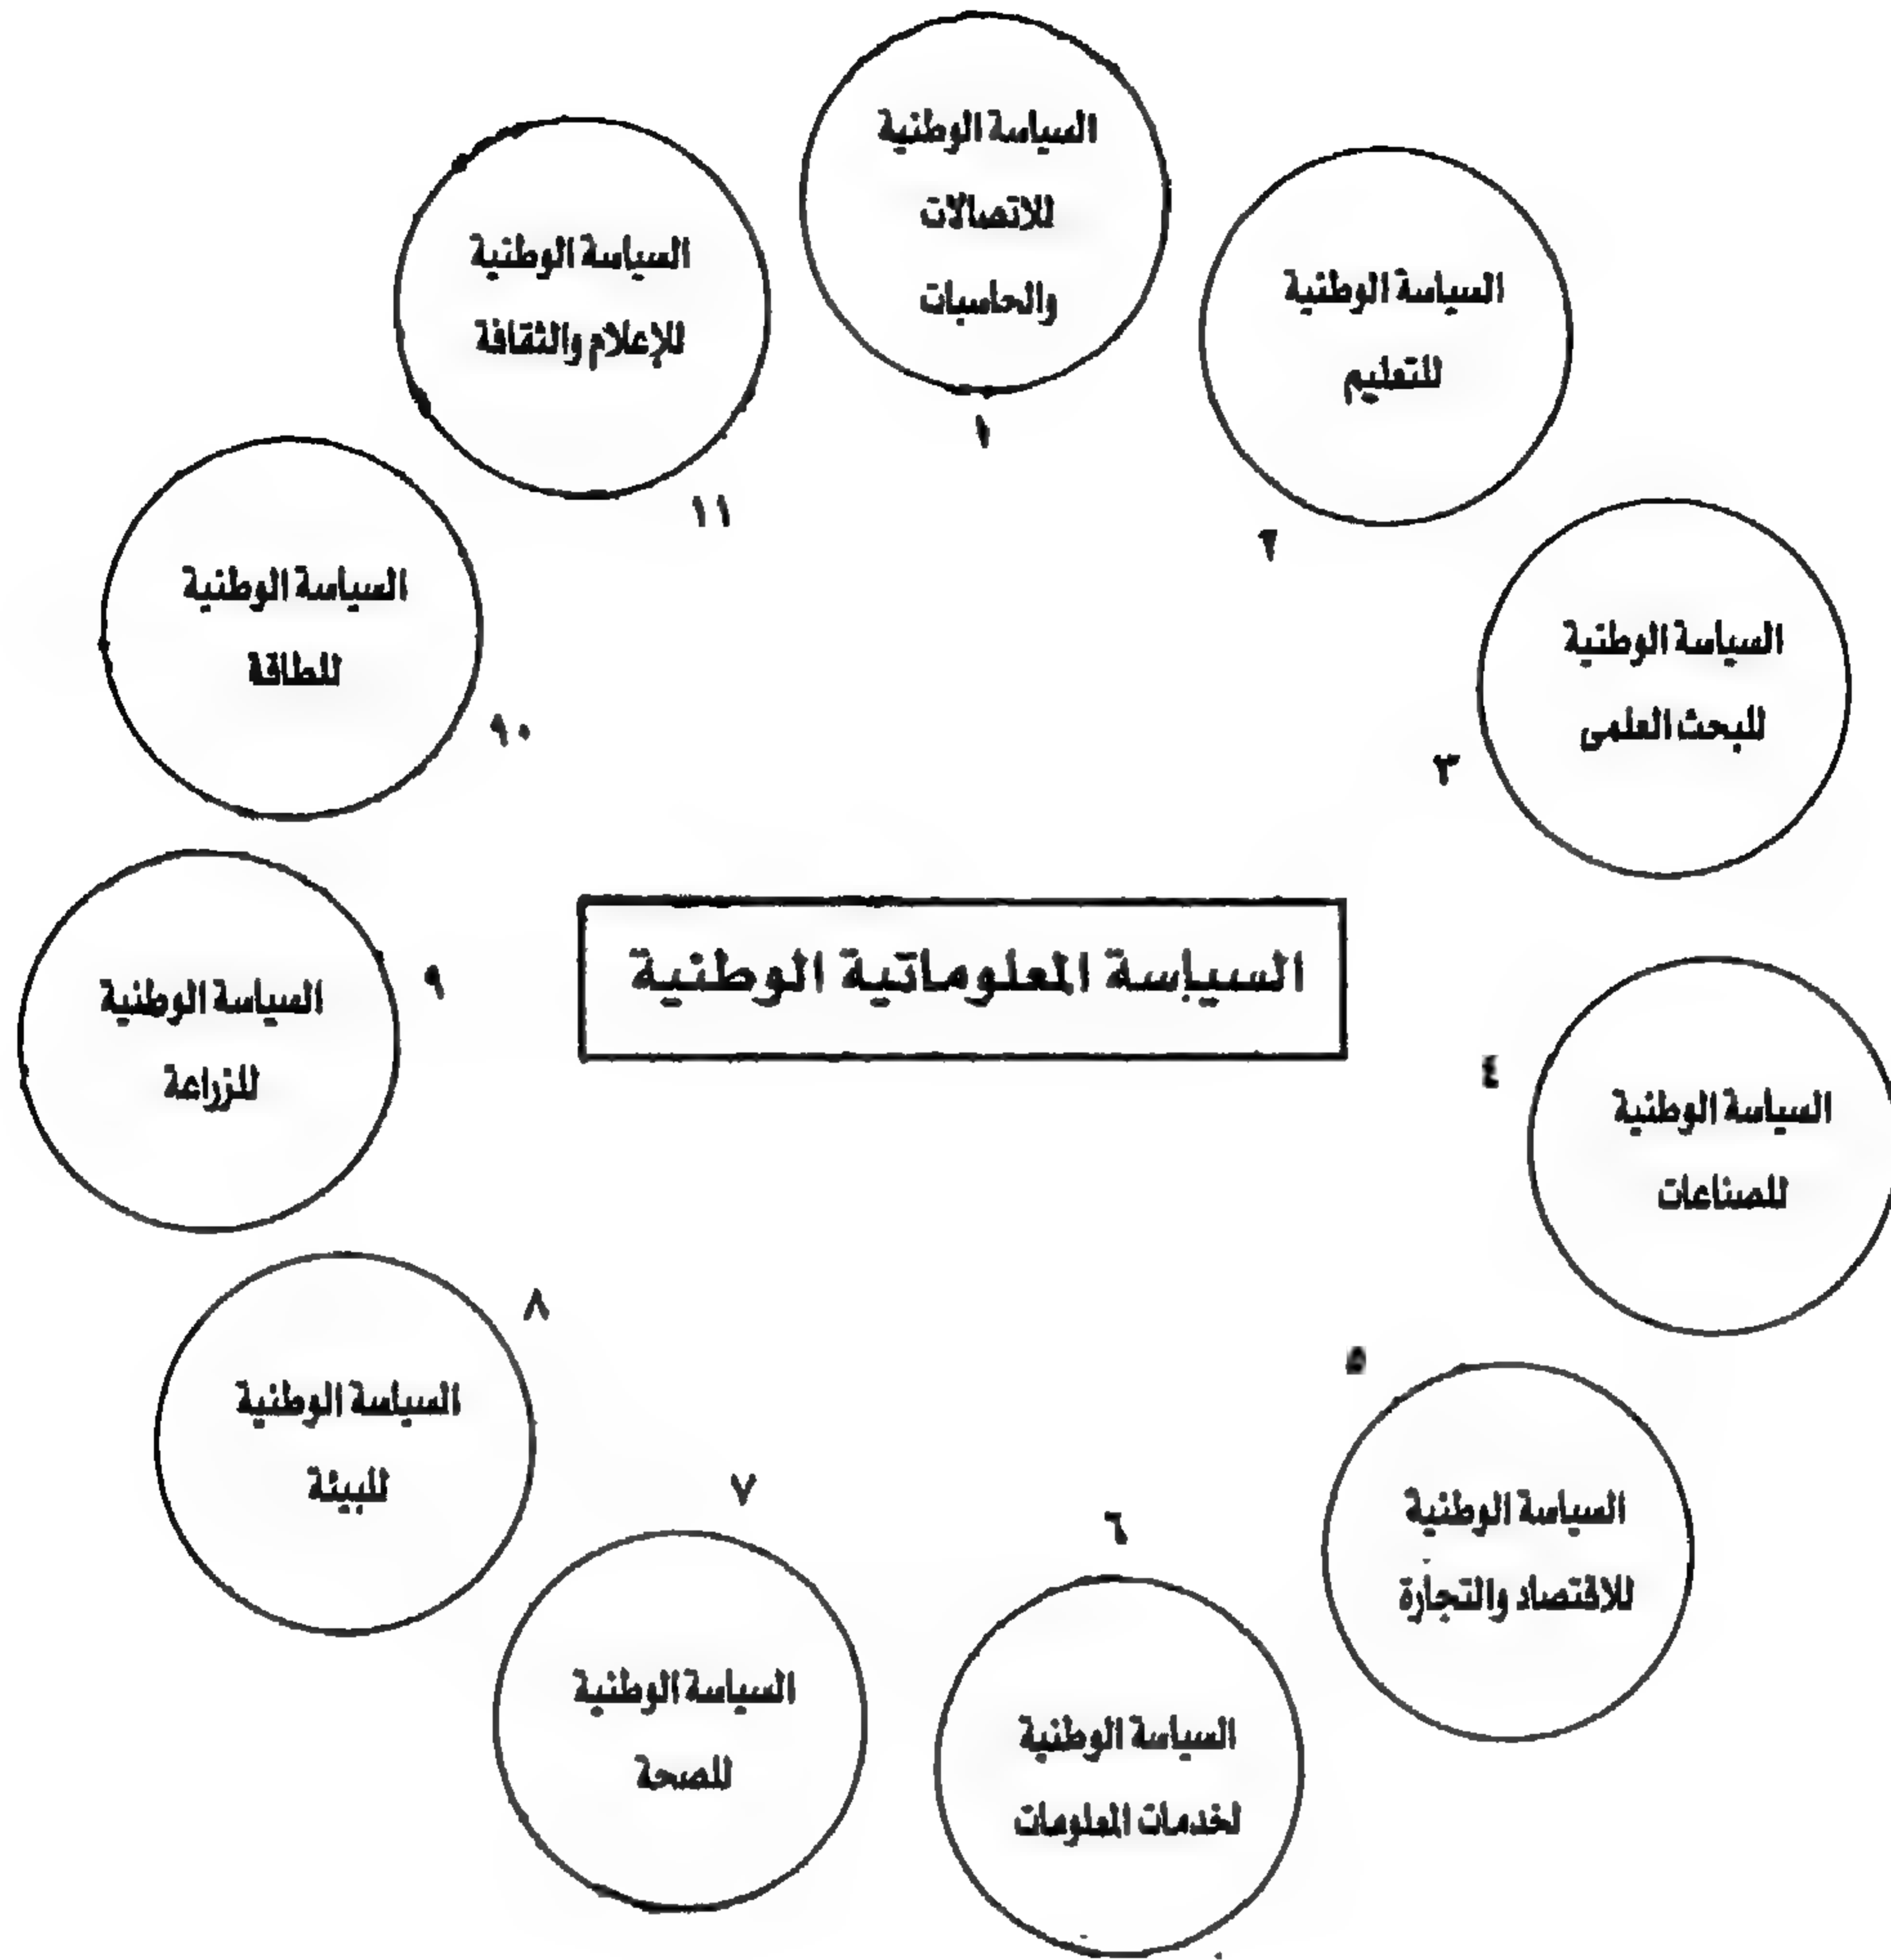 السياسة الوطنية
للاتصالات
والحاسبات
١
السياسة الوطنية
للتعليم
٢
السياسة الوطنية
للبحث العلمى
٣
السياسة الوطنية
للصناعات
٤
السياسة الوطنية
للاقتصاد والتجارة
٥
السياسة الوطنية
لخدمات المعلومات
٦
السياسة الوطنية
للصحة
٧
السياسة الوطنية
للبيئة
٨
السياسة الوطنية
للزراعة
٩
السياسة الوطنية
للطاقة
١٠
السياسة الوطنية
للإعلام والثقافة
١١
السياسة المعلوماتية الوطنية